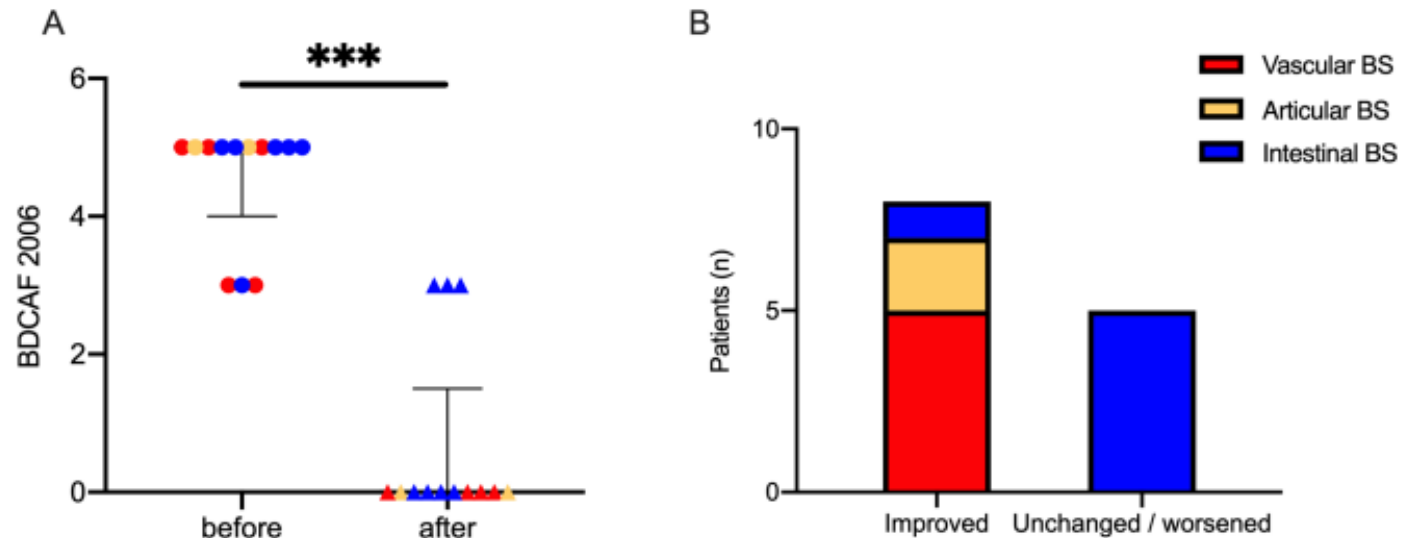 A
***
6
4
2
0
BDCAF 2006
before
after
B
Vascular BS
Articular BS
Intestinal BS
10
5
0
Patients (n)
Improved
Unchanged / worsened